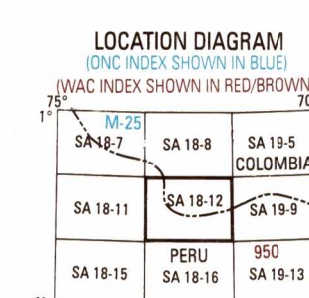 LOCATION DIAGRAM
(ONC INDEX SHOWN IN BLUE)
(WAC INDEX SHOWN IN RED/BROWN
75°
1°
M-25
SA 18-7
SA 18-8
SA 19-5
COLOMBIA
SA 18-11
SA 18-12
SA 19-9
PERU
950
SA 18-15
SA 18-16
SA 19-13